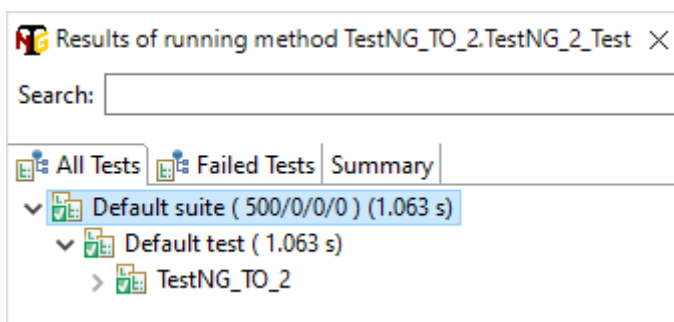 Results of running method TestNG_TO_2.TestNG_2_Test
Search:
All Tests Failed Tests Summary
Default suite ( 500/0/0/0 ) (1.063 s)
Default test ( 1.063 s)
TestNG_TO_2